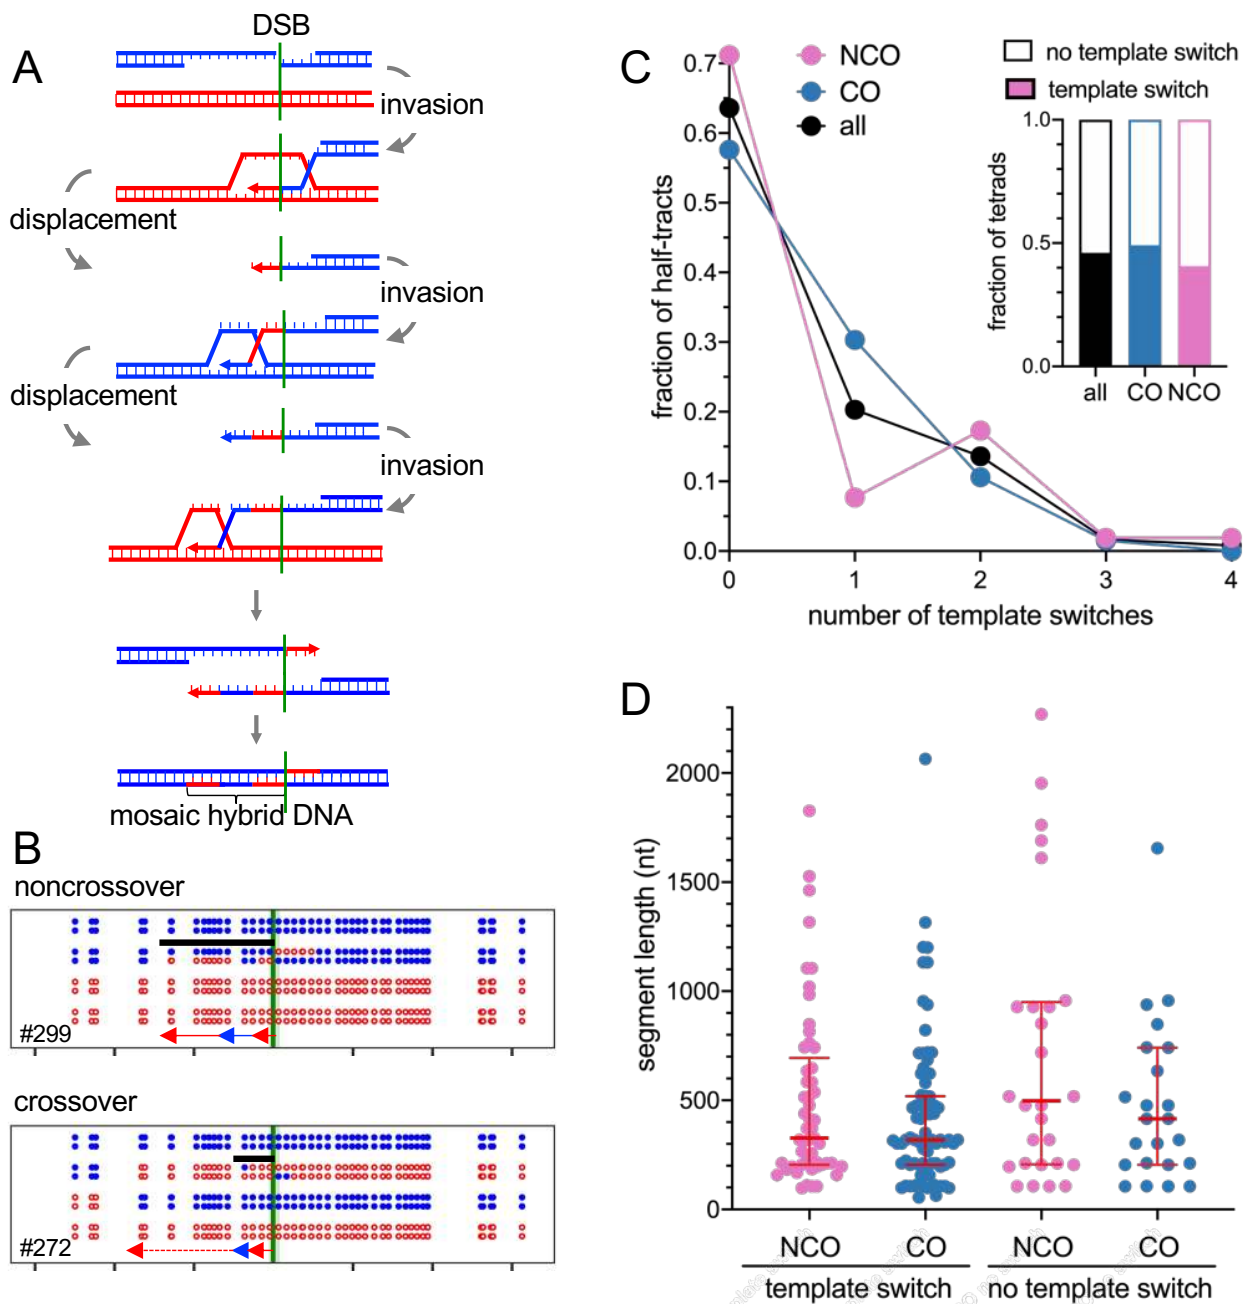 A
DSB
invasion
displacement
invasion
displacement
invasion
mosaic hybrid DNA
B
noncrossover
#299
crossover
#272
C
NCO
CO
all
no template switch
template switch
fraction of half-tracts
0.7
0.6
0.5
0.4
0.3
0.2
0.1
0.0
0
1
2
3
4
number of template switches
fraction of tetrads
1.0
0.5
0.0
all
CO
NCO
D
segment length (nt)
2000
1500
1000
500
0
NCO
CO
NCO
CO
template switch
no template switch